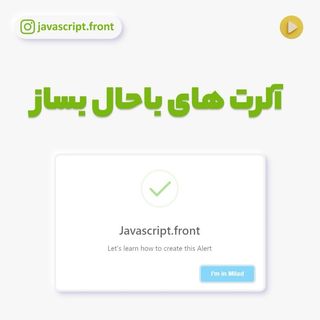 javascript.front
آلرت های باحال بساز
Javascript.front
Let's learn how to create this Alert
I'm in Milad